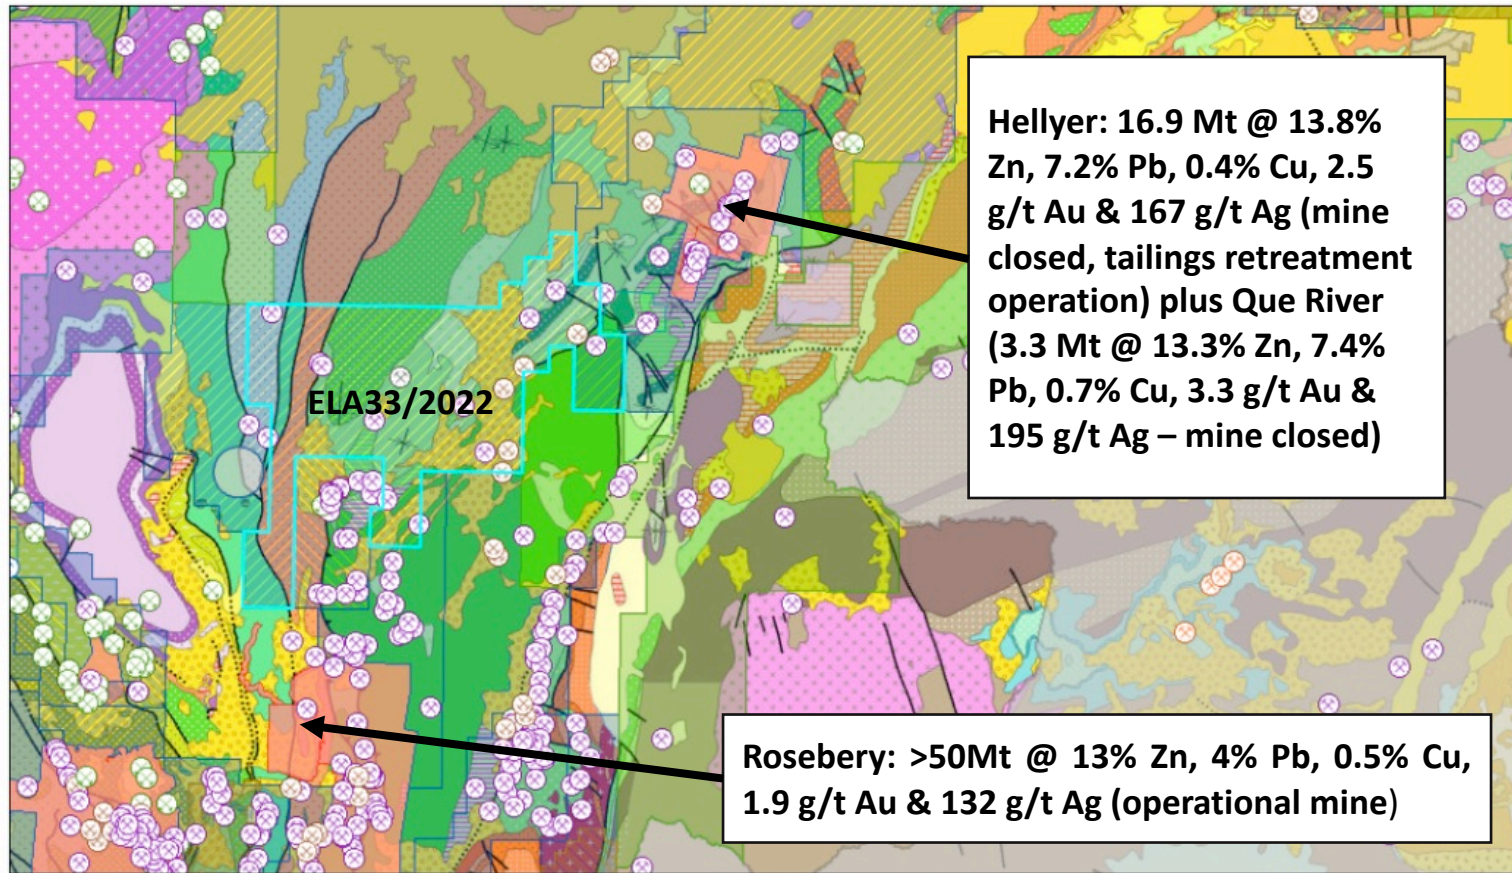 Hellyer: 16.9 Mt @ 13.8%
Zn, 7.2% Pb, 0.4% Cu, 2.5
g/t Au & 167 g/t Ag (mine
closed, tailings retreatment
operation) plus Que River
(3.3 Mt @ 13.3% Zn, 7.4%
Pb, 0.7% Cu, 3.3 g/t Au &
195 g/t Ag – mine closed)
ELA33/2022
Rosebery: >50Mt @ 13% Zn, 4% Pb, 0.5% Cu,
1.9 g/t Au & 132 g/t Ag (operational mine)